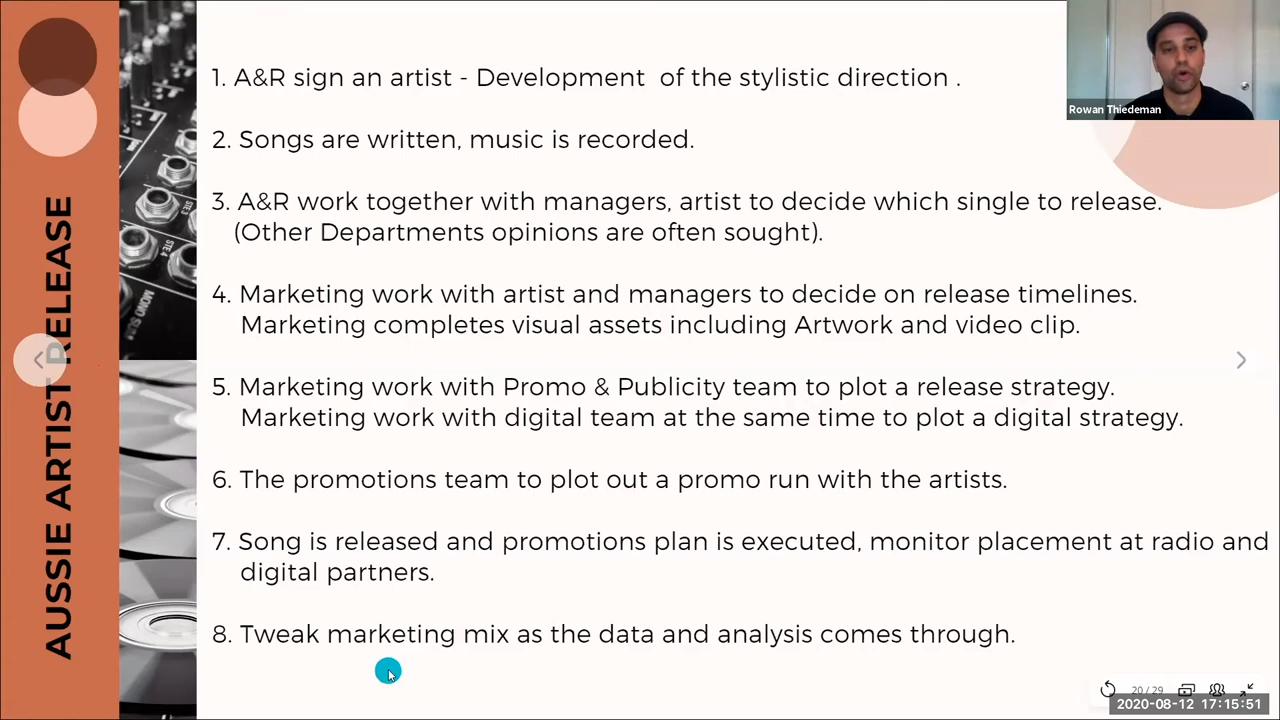 AUSSIE ARTIST RELEASE
1. A&R sign an artist - Development of the stylistic direction .
2. Songs are written, music is recorded.
3. A&R work together with managers, artist to decide which single to release.
(Other Departments opinions are often sought).
4. Marketing work with artist and managers to decide on release timelines.
Marketing completes visual assets including Artwork and video clip.
5. Marketing work with Promo & Publicity team to plot a release strategy.
Marketing work with digital team at the same time to plot a digital strategy.
6. The promotions team to plot out a promo run with the artists.
7. Song is released and promotions plan is executed, monitor placement at radio and
digital partners.
8. Tweak marketing mix as the data and analysis comes through.
Rowan Thiedeman
STE 3
STE 4
20 / 29
2020-08-12 17:15:51